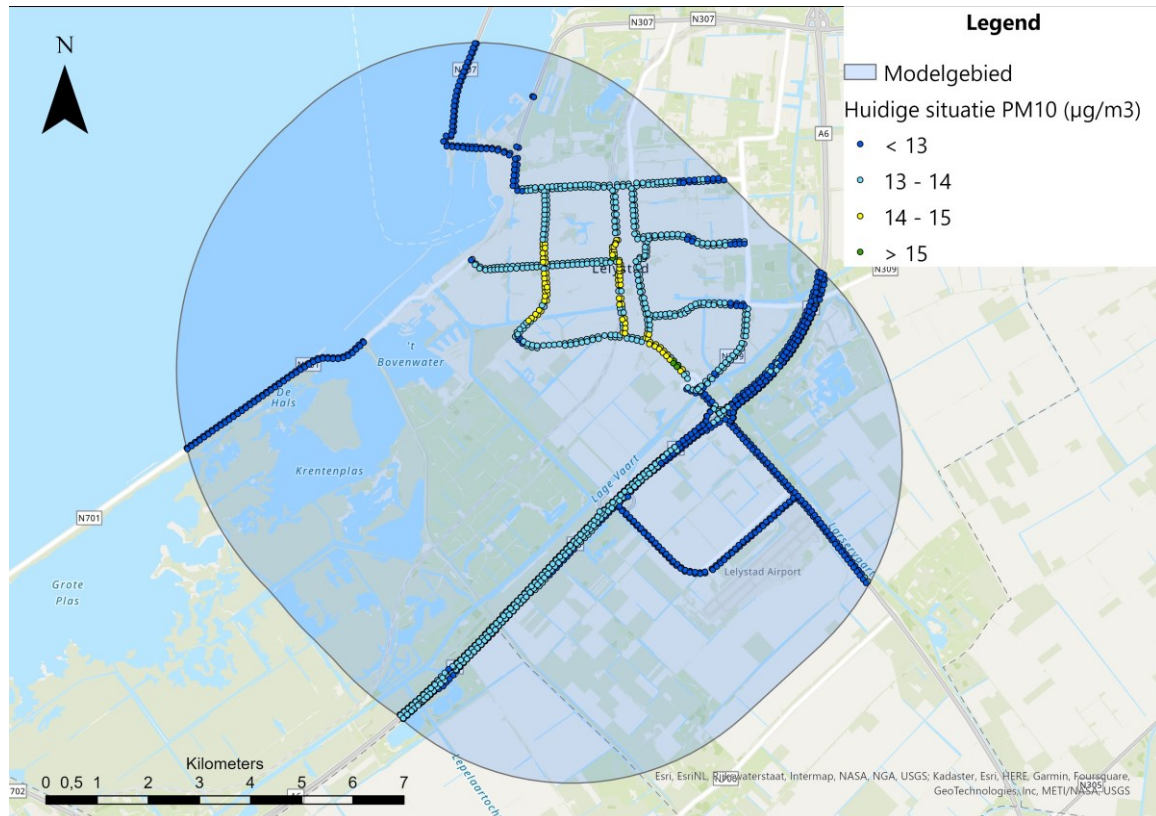 Legend
Modelgebied
Huidige situatie PM10 (µg/m3)
< 13
13 - 14
14 - 15
> 15
N
N307
N307
A6
N309
Lelystad
't
Bovenwater
De
Hals
Krentenplas
N701
Grote
Plas
Lage Vaart
Larservaart
Lelystad Airport
Kilometers
0 0,5 1 2 3 4 5 6 7
702
A6
N305
Esri, EsriNL, Rijkswaterstaat, Intermap, NASA, NGA, USGS; Kadaster, Esri, HERE, Garmin, Foursquare,
GeoTechnologies, Inc, METI/NASA, USGS